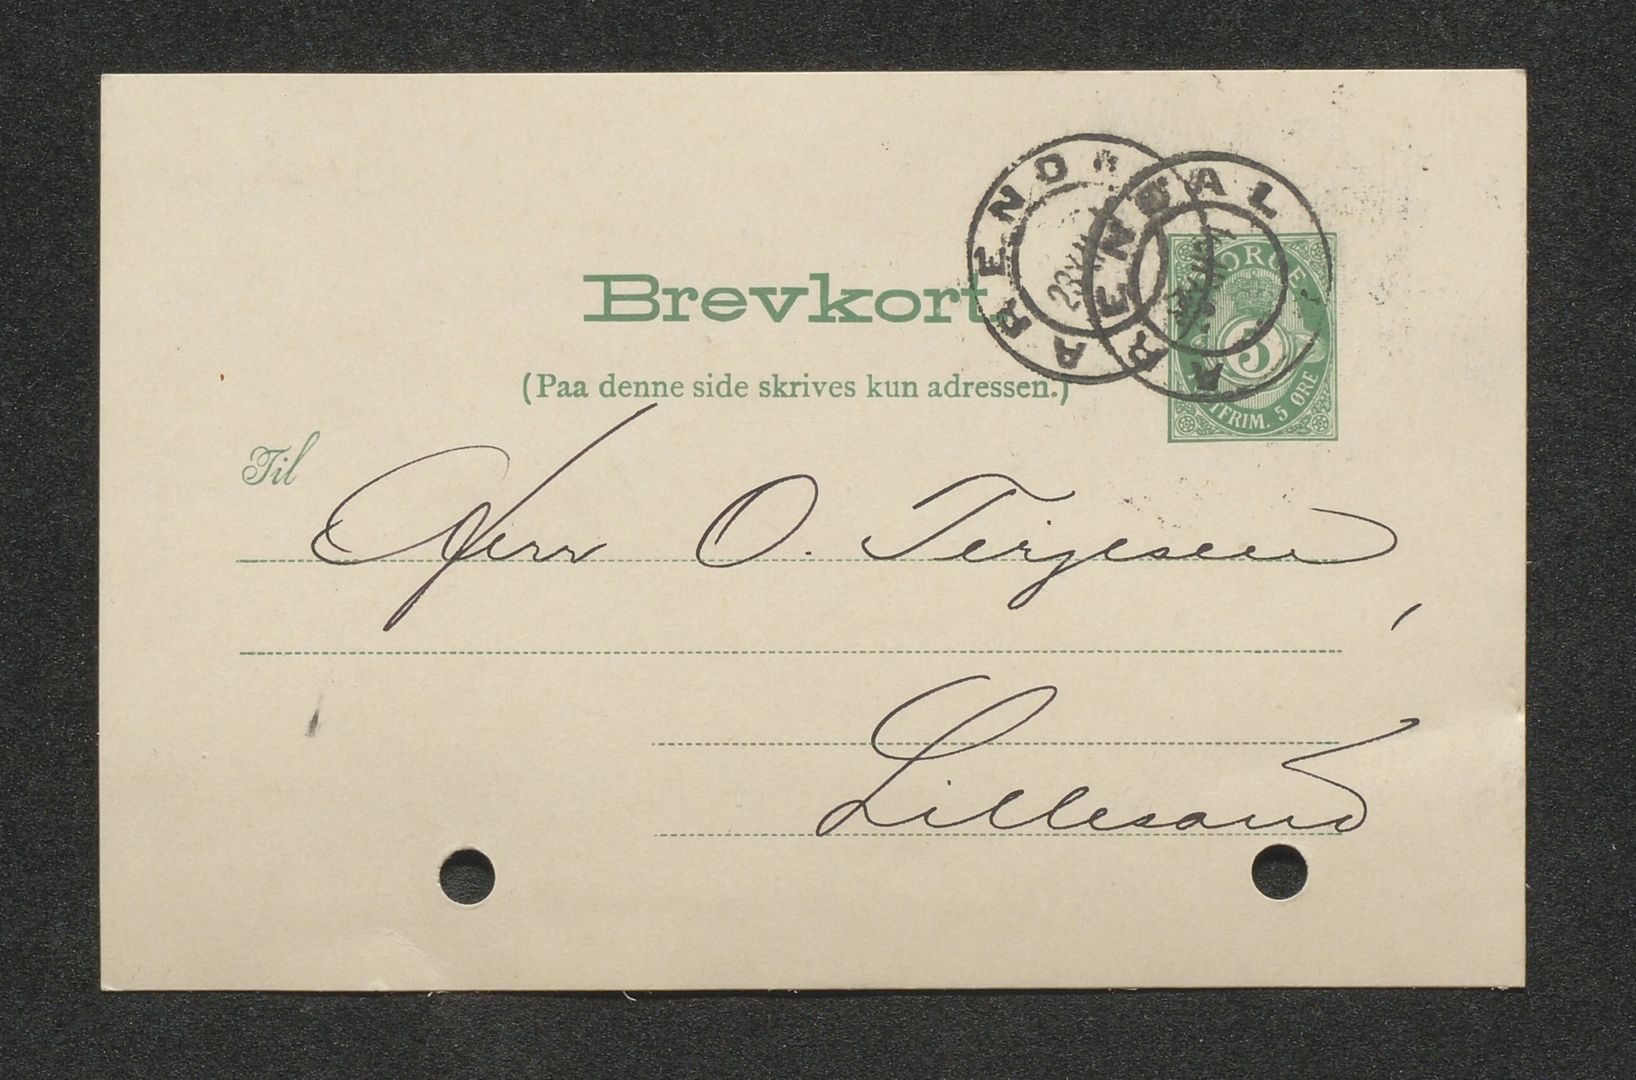 Brevkort
(Paa denne side skrives kun adressen.)
ARENDAL
ARENDAL
NORGE
5
FRIM. 5 ØRE
Til
Herr O. Terjesen,
Lillesand